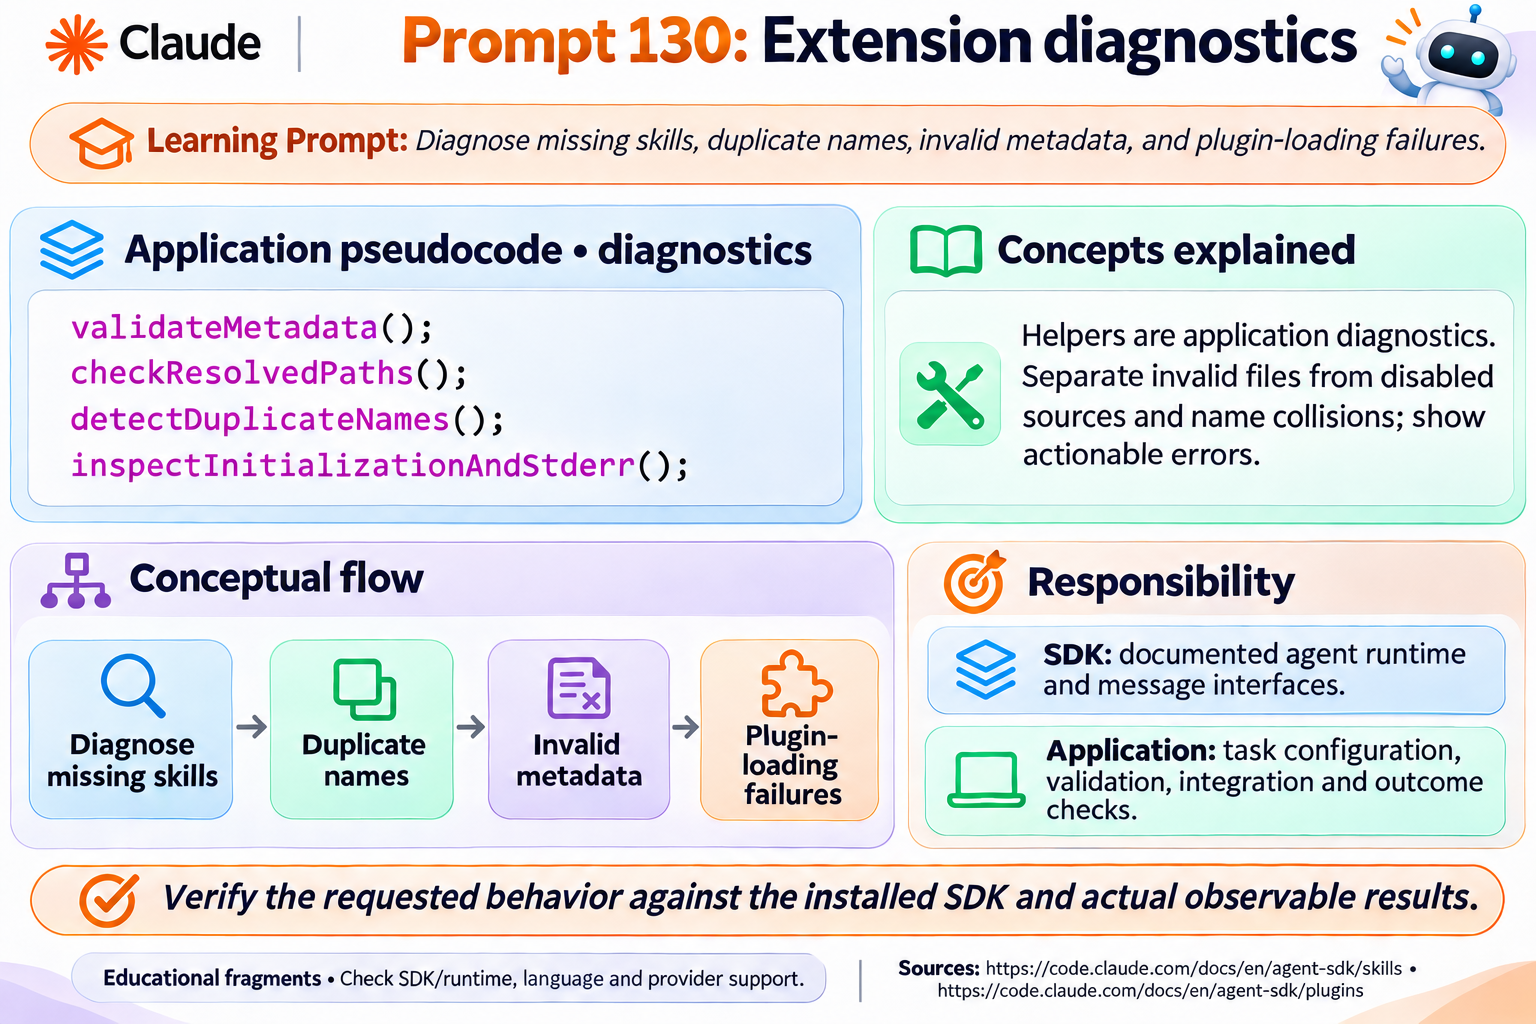 Claude
Prompt 130: Extension diagnostics
Learning Prompt: Diagnose missing skills, duplicate names, invalid metadata, and plugin-loading failures.
Application pseudocode • diagnostics
validateMetadata();
checkResolvedPaths();
detectDuplicateNames();
inspectInitializationAndStderr();
Concepts explained
Helpers are application diagnostics.
Separate invalid files from disabled
sources and name collisions; show
actionable errors.
Conceptual flow
Diagnose
missing skills
Duplicate
names
Invalid
metadata
Plugin-
loading
failures
Responsibility
SDK: documented agent runtime
and message interfaces.
Application: task configuration,
validation, integration and outcome
checks.
Verify the requested behavior against the installed SDK and actual observable results.
Educational fragments • Check SDK/runtime, language and provider support.
Sources: https://code.claude.com/docs/en/agent-sdk/skills •
https://code.claude.com/docs/en/agent-sdk/plugins